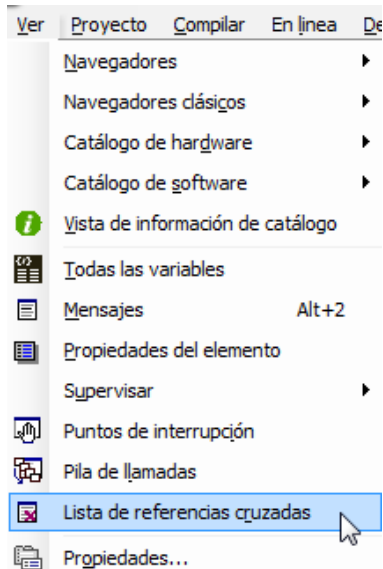 Ver Proyecto Compilar En línea De
Navegadores
Navegadores clásicos
Catálogo de hardware
Catálogo de software
Vista de información de catálogo
Todas las variables
Mensajes Alt+2
Propiedades del elemento
Supervisar
Puntos de interrupción
Pila de llamadas
Lista de referencias cruzadas
Propiedades...